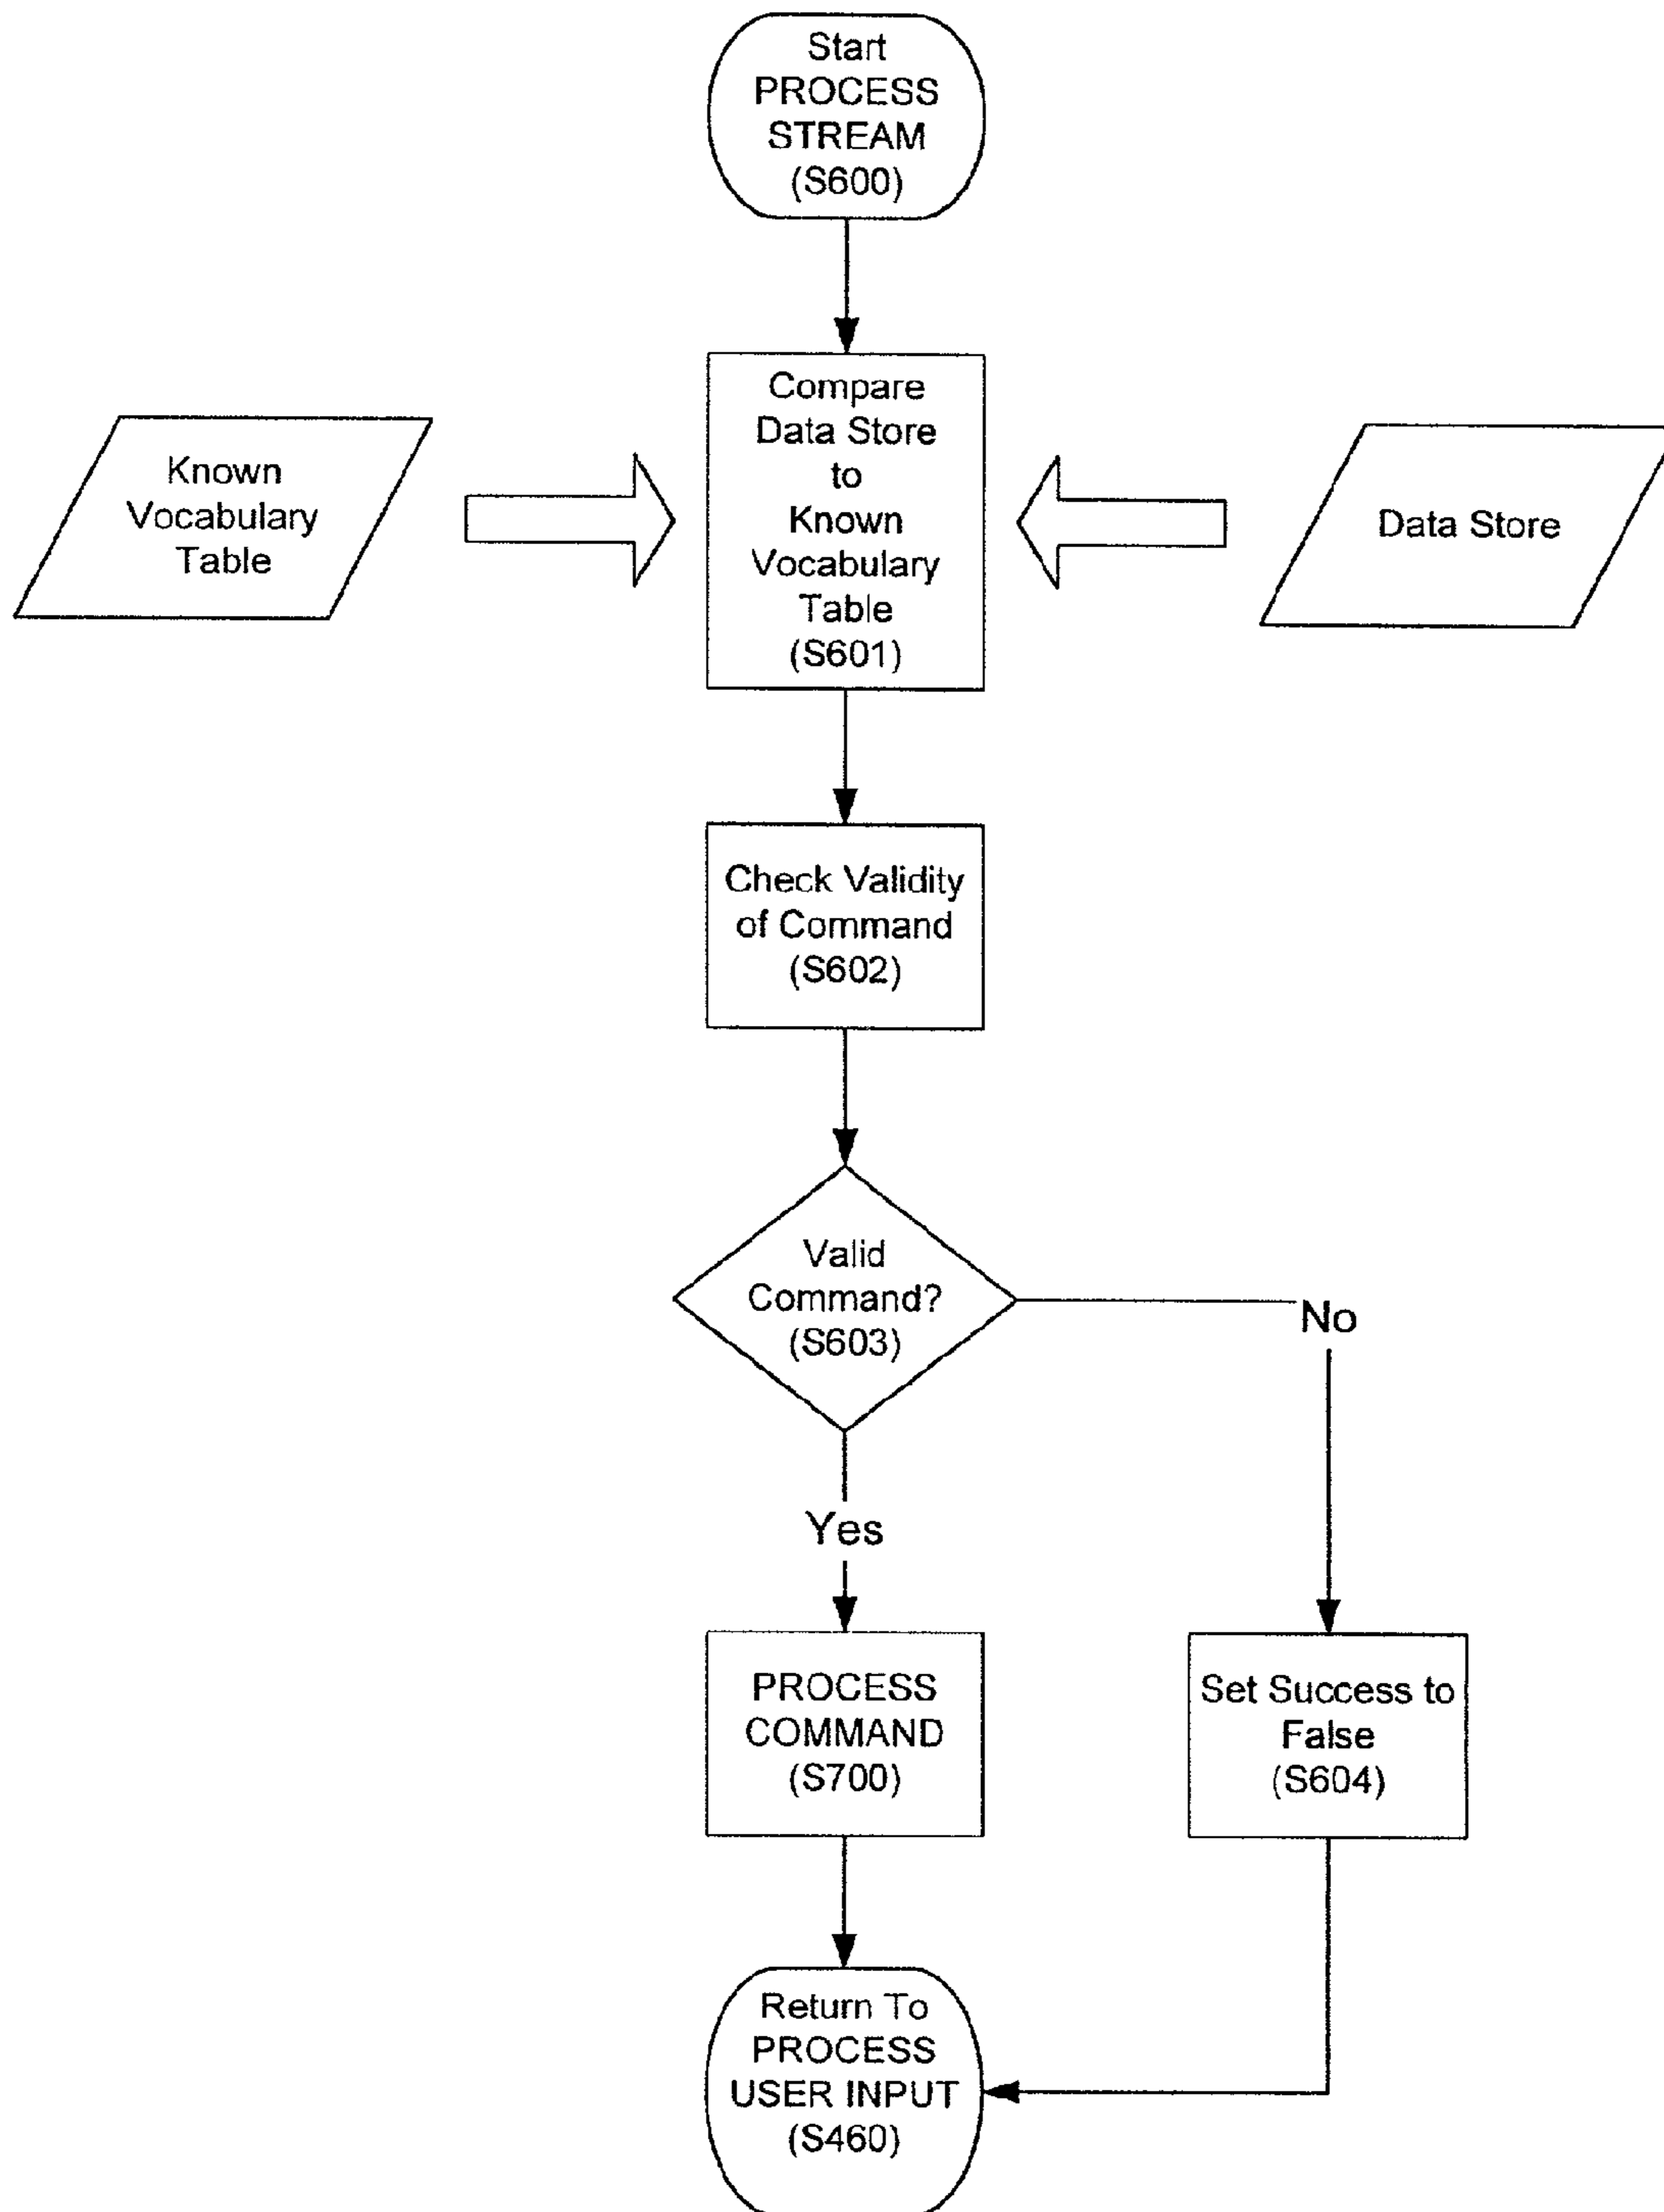 Start
PROCESS
STREAM
(S600)
Compare
Data Store
to
Known
Vocabulary
Table
(S601)
Known
Vocabulary
Table
Data Store
Check Validity
of Command
(S602)
Valid
Command?
(S603)
No
Yes
PROCESS
COMMAND
(S700)
Set Success to
False
(S604)
Return To
PROCESS
USER INPUT
(S460)